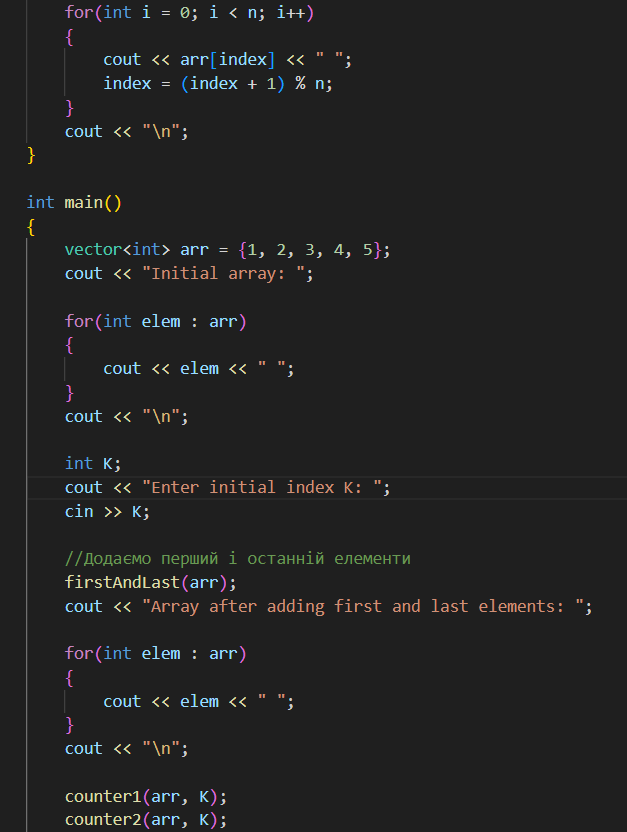 for(int i = 0; i < n; i++)
{
cout << arr[index] << " ";
index = (index + 1) % n;
}
cout << "\n";
}
int main()
{
vector<int> arr = {1, 2, 3, 4, 5};
cout << "Initial array: ";
for(int elem : arr)
{
cout << elem << " ";
}
cout << "\n";
int K;
cout << "Enter initial index K: ";
cin >> K;
//Додаємо перший і останній елементи
firstAndLast(arr);
cout << "Array after adding first and last elements: ";
for(int elem : arr)
{
cout << elem << " ";
}
cout << "\n";
counter1(arr, K);
counter2(arr, K);